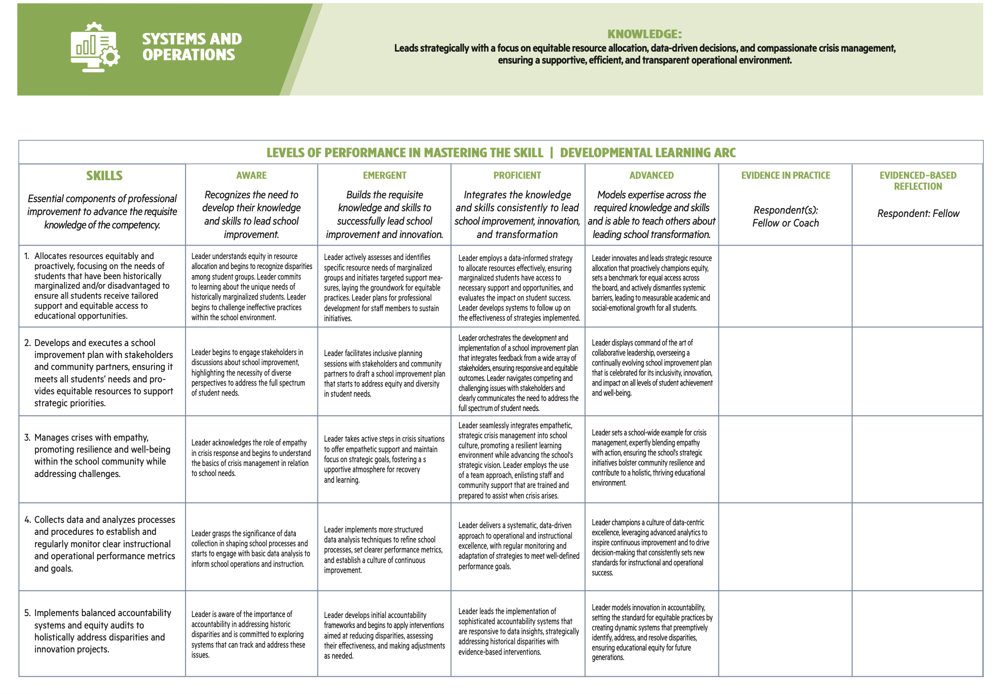 SYSTEMS AND
OPERATIONS
KNOWLEDGE:
Leads strategically with a focus on equitable resource allocation, data-driven decisions, and compassionate crisis management,
ensuring a supportive, efficient, and transparent operational environment.
LEVELS OF PERFORMANCE IN MASTERING THE SKILL | DEVELOPMENTAL LEARNING ARC
SKILLS
Essential components of professional
improvement to advance the requisite
knowledge of the competency.
AWARE
Recognizes the need to
develop their knowledge
and skills to lead school
improvement.
EMERGENT
Builds the requisite
knowledge and skills to
successfully lead school
improvement and innovation.
PROFICIENT
Integrates the knowledge
and skills consistently to lead
school improvement, innovation,
and transformation
ADVANCED
Models expertise across the
required knowledge and skills
and is able to teach others about
leading school transformation.
EVIDENCE IN PRACTICE
Respondent(s):
Fellow or Coach
EVIDENCED-BASED
REFLECTION
Respondent: Fellow
1. Allocates resources equitably and
proactively, focusing on the needs of
students that have been historically
marginalized and/or disadvantaged to
ensure all students receive tailored
support and equitable access to
educational opportunities.
Leader understands equity in resource
allocation and begins to recognize disparities
among student groups. Leader commits
to learning about the unique needs of
historically marginalized students. Leader
begins to challenge ineffective practices
within the school environment.
Leader actively assesses and identifies
specific resource needs of marginalized
groups and initiates targeted support mea-
sures, laying the groundwork for equitable
practices. Leader plans for professional
development for staff members to sustain
initiatives.
Leader employs a data-informed strategy
to allocate resources effectively, ensuring
marginalized students have access to
necessary support and opportunities, and
evaluates the impact on student success.
Leader develops systems to follow up on
the effectiveness of strategies implemented.
Leader innovates and leads strategic resource
allocation that proactively champions equity,
sets a benchmark for equal access across
the board, and actively dismantles systemic
barriers, leading to measurable academic and
social-emotional growth for all students.
2. Develops and executes a school
improvement plan with stakeholders
and community partners, ensuring it
meets all students' needs and pro-
vides equitable resources to support
strategic priorities.
Leader begins to engage stakeholders in
discussions about school improvement,
highlighting the necessity of diverse
perspectives to address the full spectrum
of student needs.
Leader facilitates inclusive planning
sessions with stakeholders and community
partners to draft a school improvement plan
that starts to address equity and diversity
in student needs.
Leader orchestrates the development and
implementation of a school improvement plan
that integrates feedback from a wide array of
stakeholders, ensuring responsive and equitable
outcomes. Leader navigates competing and
challenging issues with stakeholders and
clearly communicates the need to address the
full spectrum of student needs.
Leader displays command of the art of
collaborative leadership, overseeing a
continually evolving school improvement plan
that is celebrated for its inclusivity, innovation,
and impact on all levels of student achievement
and well-being.
3. Manages crises with empathy,
promoting resilience and well-being
within the school community while
addressing challenges.
Leader acknowledges the role of empathy
in crisis response and begins to understand
the basics of crisis management in relation
to school needs.
Leader takes active steps in crisis situations
to offer empathetic support and maintain
focus on strategic goals, fostering a s
upportive atmosphere for recovery
and learning.
Leader seamlessly integrates empathetic,
strategic crisis management into school
culture, promoting a resilient learning
environment while advancing the school's
strategic vision. Leader employs the use
of a team approach, enlisting staff and
community support that are trained and
prepared to assist when crisis arises.
Leader sets a school-wide example for crisis
management, expertly blending empathy
with action, ensuring the school's strategic
initiatives bolster community resilience and
contribute to a holistic, thriving educational
environment.
4. Collects data and analyzes processes
and procedures to establish and
regularly monitor clear instructional
and operational performance metrics
and goals.
Leader grasps the significance of data
collection in shaping school processes and
starts to engage with basic data analysis to
inform school operations and instruction.
Leader implements more structured
data analysis techniques to refine school
processes, set clearer performance metrics,
and establish a culture of continuous
improvement.
Leader delivers a systematic, data-driven
approach to operational and instructional
excellence, with regular monitoring and
adaptation of strategies to meet well-defined
performance goals.
Leader champions a culture of data-centric
excellence, leveraging advanced analytics to
inspire continuous improvement and to drive
decision-making that consistently sets new
standards for instructional and operational
success.
5. Implements balanced accountability
systems and equity audits to
holistically address disparities and
innovation projects.
Leader is aware of the importance of
accountability in addressing historic
disparities and is committed to exploring
systems that can track and address these
issues.
Leader develops initial accountability
frameworks and begins to apply interventions
aimed at reducing disparities, assessing
their effectiveness, and making adjustments
as needed.
Leader leads the implementation of
sophisticated accountability systems that
are responsive to data insights, strategically
addressing historical disparities with
evidence-based interventions.
Leader models innovation in accountability,
setting the standard for equitable practices by
creating dynamic systems that preemptively
identify, address, and resolve disparities,
ensuring educational equity for future
generations.